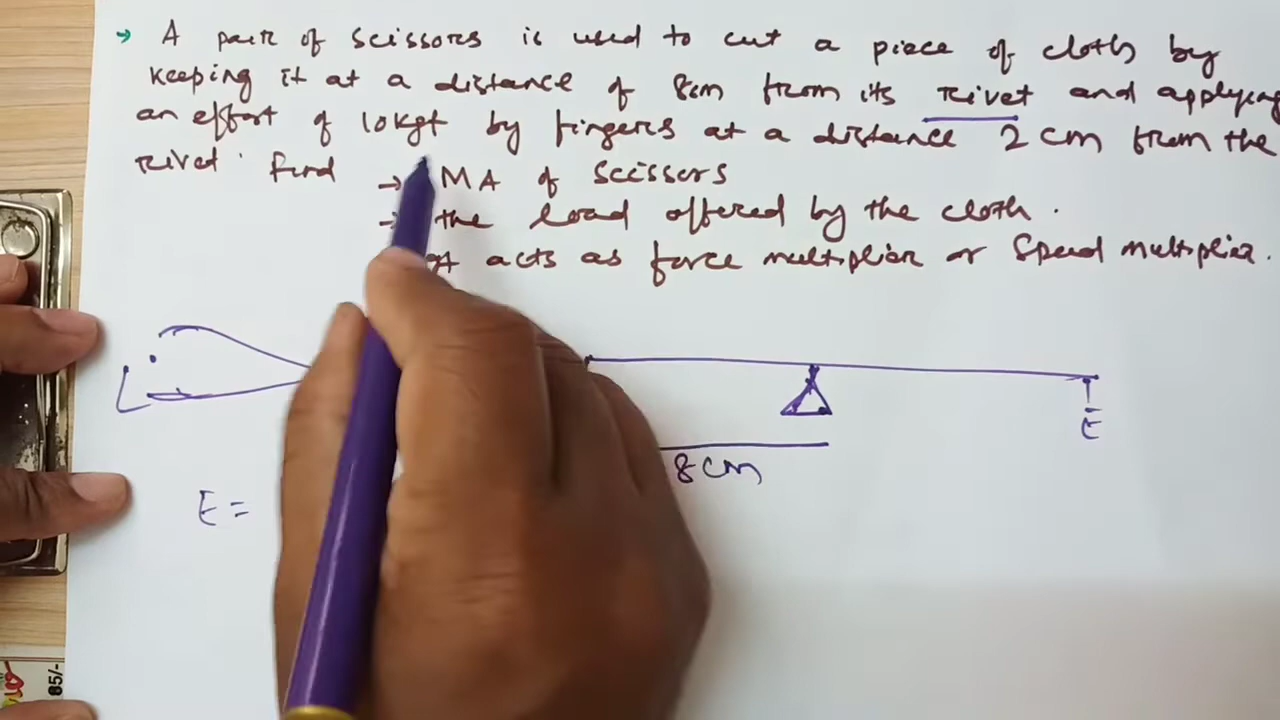 → A pair of scissors is used to cut a piece of cloth by
keeping it at a distance of 8cm from its rivet and applying
an effort of 10kgf by fingers at a distance 2 cm from the
rivet. find → MA of scissors
→ the load offered by the cloth.
acts as force multiplier or speed multiplier.
L
E
8cm
E =
85/-